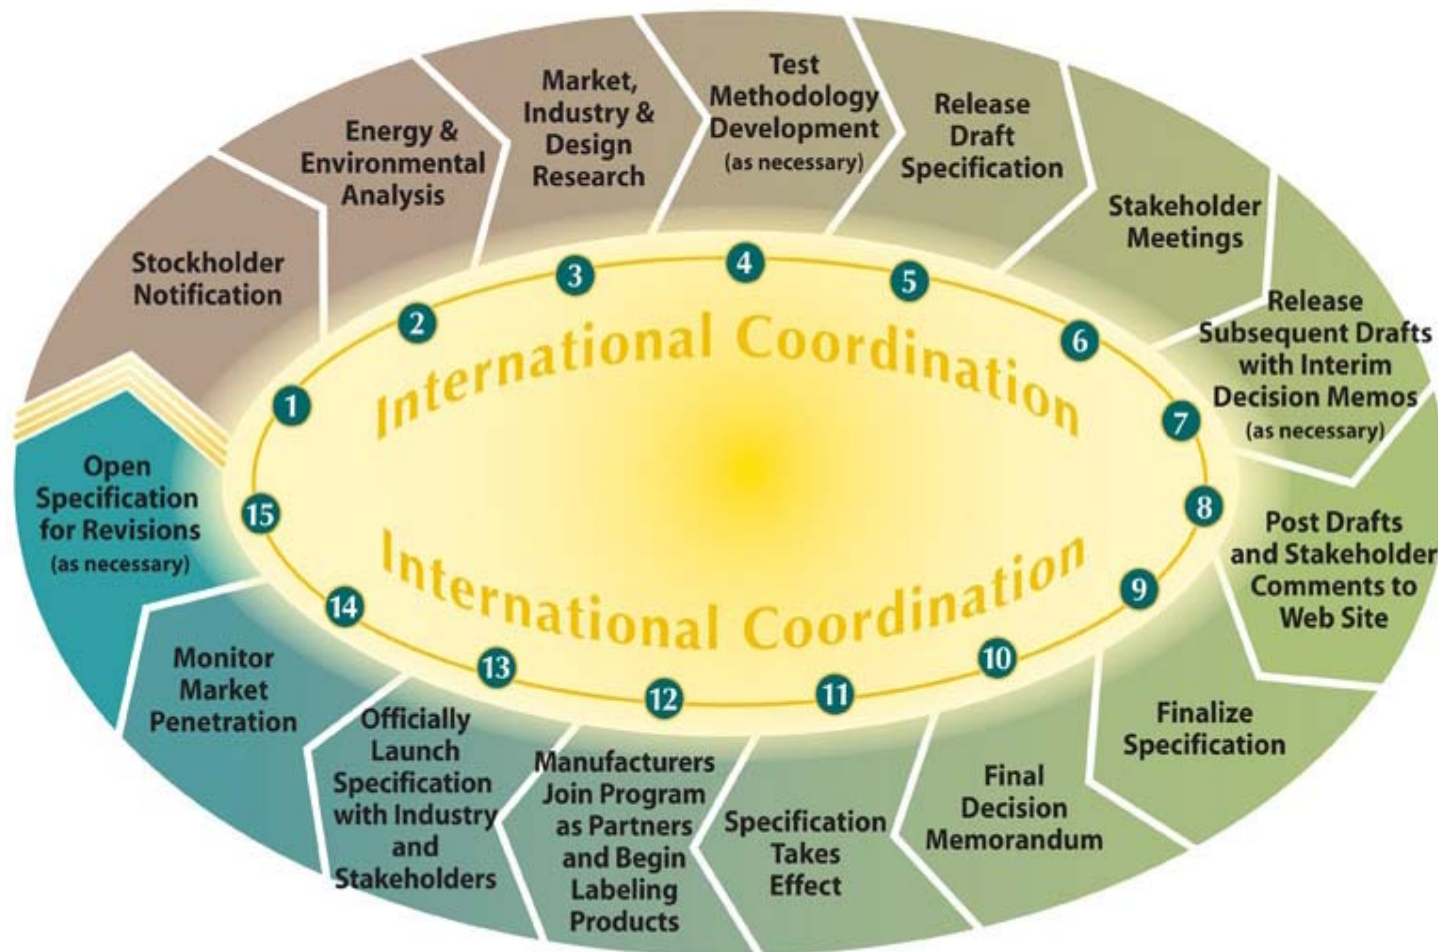 Stockholder
Notification
Energy &
Environmental
Analysis
Market,
Industry &
Design
Research
Test
Methodology
Development
(as necessary)
Release
Draft
Specification
Stakeholder
Meetings
Release
Subsequent Drafts
with Interim
Decision Memos
(as necessary)
Post Drafts
and Stakeholder
Comments to
Web Site
Finalize
Specification
Final
Decision
Memorandum
Specification
Takes
Effect
Manufacturers
Join Program
as Partners
and Begin
Labeling
Products
Officially
Launch
Specification
with Industry
and
Stakeholders
Monitor
Market
Penetration
Open
Specification
for Revisions
(as necessary)
1
2
3
4
5
6
7
8
9
10
11
12
13
14
15
International Coordination
International Coordination